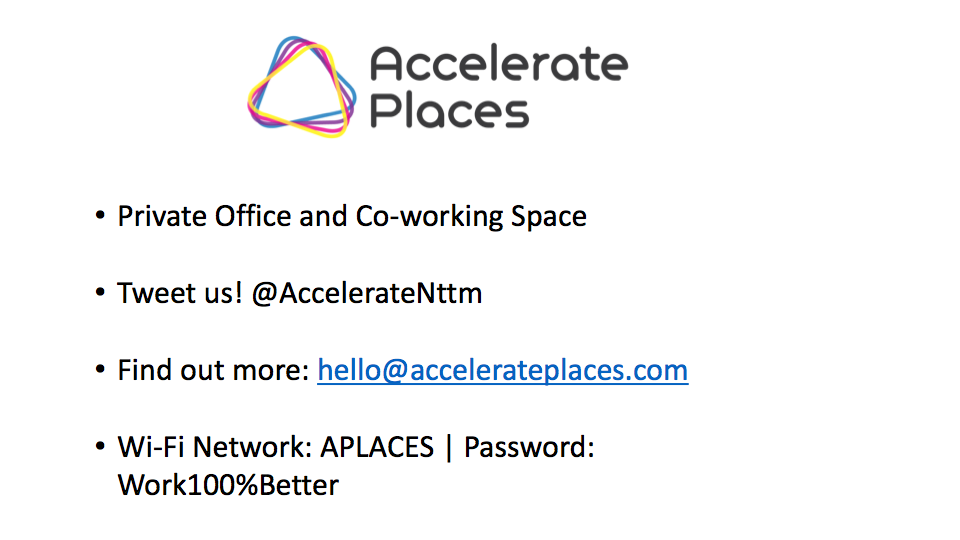 Accelerate
Places
• Private Office and Co-working Space
• Tweet us! @AccelerateNttm
• Find out more: hello@accelerateplaces.com
• Wi-Fi Network: APLACES | Password:
Work100%Better